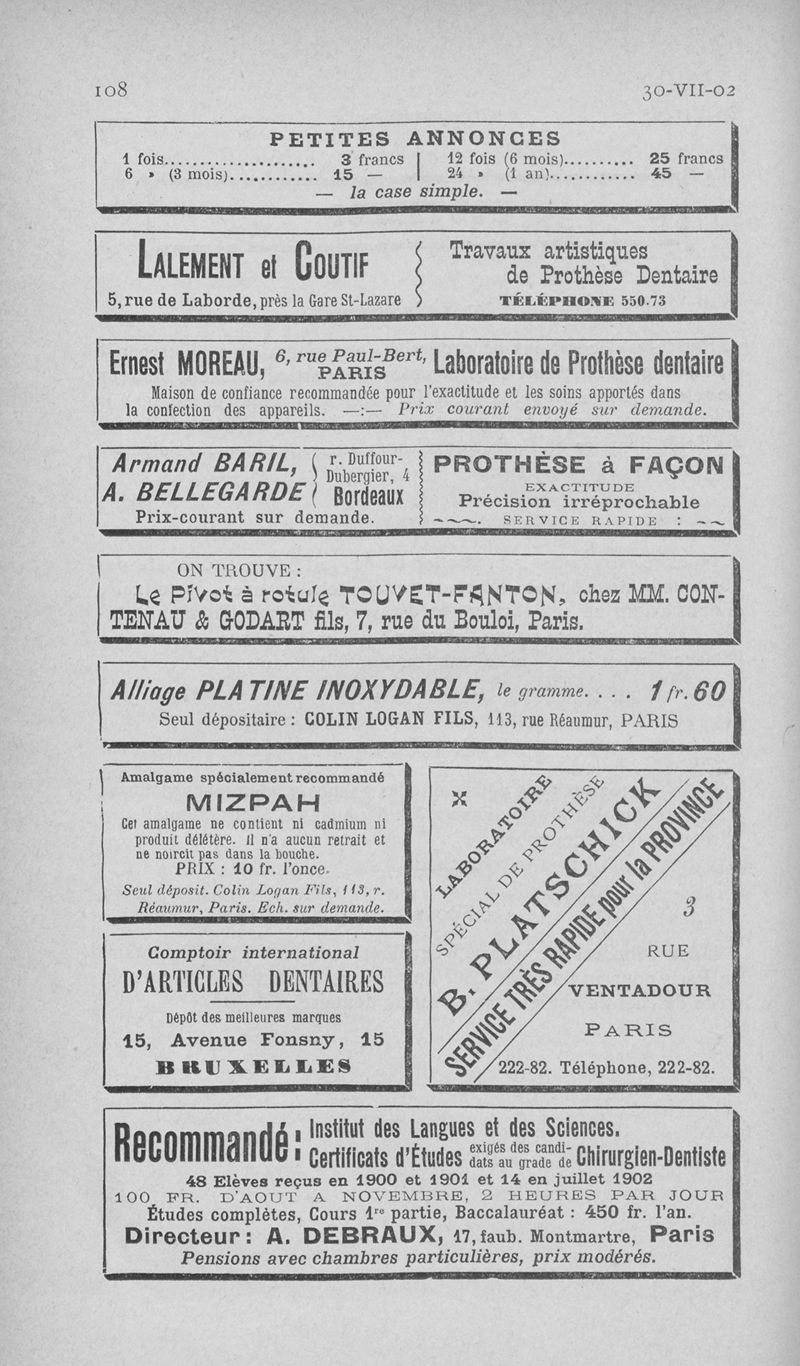 108
30-VII-02
PETITES ANNONCES
1 fois..................... 3 francs | 12 fois (6 mois).......... 25 francs
6 » (3 mois)............. 15 — | 24 » (1 an)............. 45 —
— la case simple. —
LALEMENT et COUTIF
5, rue de Laborde, près la Gare St-Lazare
Travaux artistiques
de Prothèse Dentaire
TÉLÉPHONE 550.73
Ernest MOREAU, 6, rue Paul-Bert, PARIS Laboratoire de Prothèse dentaire
Maison de confiance recommandée pour l'exactitude et les soins apportés dans
la confection des appareils. —:— Prix courant envoyé sur demande.
Armand BARIL,
A. BELLEGARDE
r. Duffour-
Dubergier, 4
Bordeaux
Prix-courant sur demande.
PROTHÈSE à FAÇON
EXACTITUDE
Précision irréprochable
SERVICE RAPIDE :
ON TROUVE :
Le Pivot à rotule TOUVET-FANTON, chez MM. CON-
TENAU & GODART fils, 7, rue du Bouloi, Paris.
Alliage PLATINE INOXYDABLE, le gramme. . . . 1 fr. 60
Seul dépositaire : COLIN LOGAN FILS, 113, rue Réaumur, PARIS
Amalgame spécialement recommandé
MIZPAH
Cet amalgame ne contient ni cadmium ni
produit délétère. Il n'a aucun retrait et
ne noircit pas dans la bouche.
PRIX : 10 fr. l'once.
Seul déposit. Colin Logan Fils, 113, r.
Réaumur, Paris. Ech. sur demande.
Comptoir international
D'ARTICLES DENTAIRES
Dépôt des meilleures marques
15, Avenue Fonsny, 15
BRUXELLES
LABORATOIRE
SPÉCIAL DE PROTHÈSE
B. PLATSCHICK
SERVICE TRÈS RAPIDE pour la PROVINCE
3
RUE
VENTADOUR
PARIS
222-82. Téléphone, 222-82.
Recommandé : Institut des Langues et des Sciences.
Certificats d'Études exigés des candi-
dats au grade de Chirurgien-Dentiste
48 Elèves reçus en 1900 et 1901 et 14 en juillet 1902
100 FR. D'AOUT A NOVEMBRE, 2 HEURES PAR JOUR
Études complètes, Cours 1re partie, Baccalauréat : 450 fr. l'an.
Directeur : A. DEBRAUX, 17, faub. Montmartre, Paris
Pensions avec chambres particulières, prix modérés.